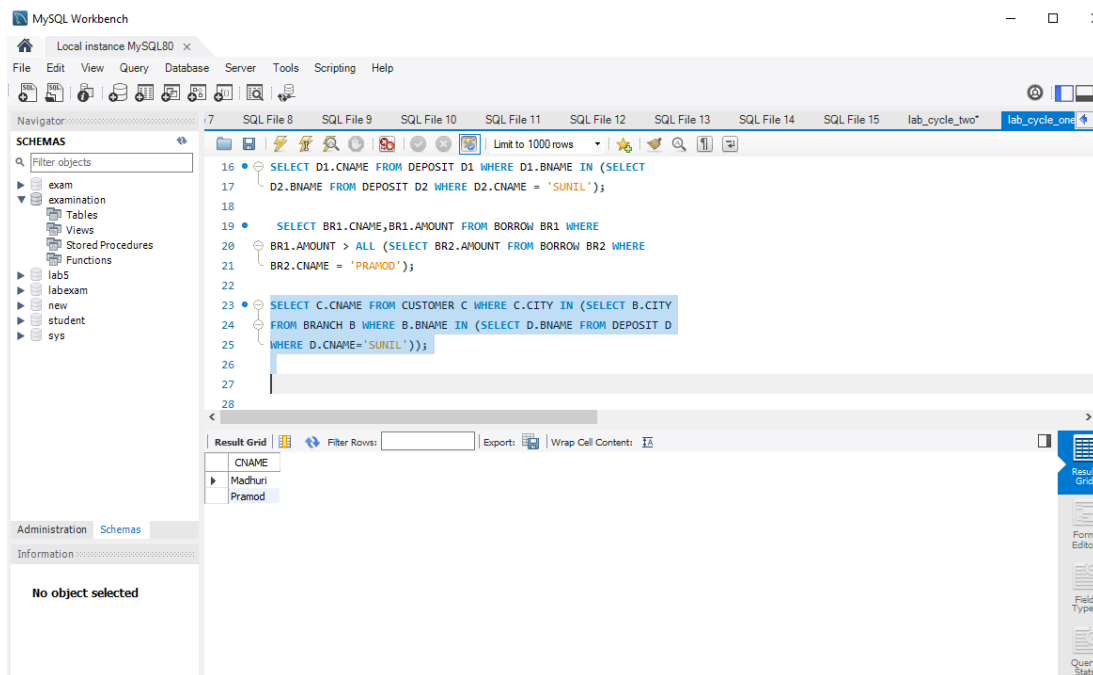 MySQL Workbench
Local instance MySQL80
File Edit View Query Database Server Tools Scripting Help
Navigator
SCHEMAS
Filter objects
exam
examination
Tables
Views
Stored Procedures
Functions
lab5
labexam
new
student
sys
Administration Schemas
Information
No object selected
7 SQL File 8 SQL File 9 SQL File 10 SQL File 11 SQL File 12 SQL File 13 SQL File 14 SQL File 15 lab_cycle_two* lab_cycle_one
Limit to 1000 rows
16 SELECT D1.CNAME FROM DEPOSIT D1 WHERE D1.BNAME IN (SELECT
17 D2.BNAME FROM DEPOSIT D2 WHERE D2.CNAME = 'SUNIL');
18
19 SELECT BR1.CNAME,BR1.AMOUNT FROM BORROW BR1 WHERE
20 BR1.AMOUNT > ALL (SELECT BR2.AMOUNT FROM BORROW BR2 WHERE
21 BR2.CNAME = 'PRAMOD');
22
23 SELECT C.CNAME FROM CUSTOMER C WHERE C.CITY IN (SELECT B.CITY
24 FROM BRANCH B WHERE B.BNAME IN (SELECT D.BNAME FROM DEPOSIT D
25 WHERE D.CNAME='SUNIL'));
26
27
28
Result Grid Filter Rows: Export: Wrap Cell Content:
CNAME
Madhuri
Pramod
Grid
Form